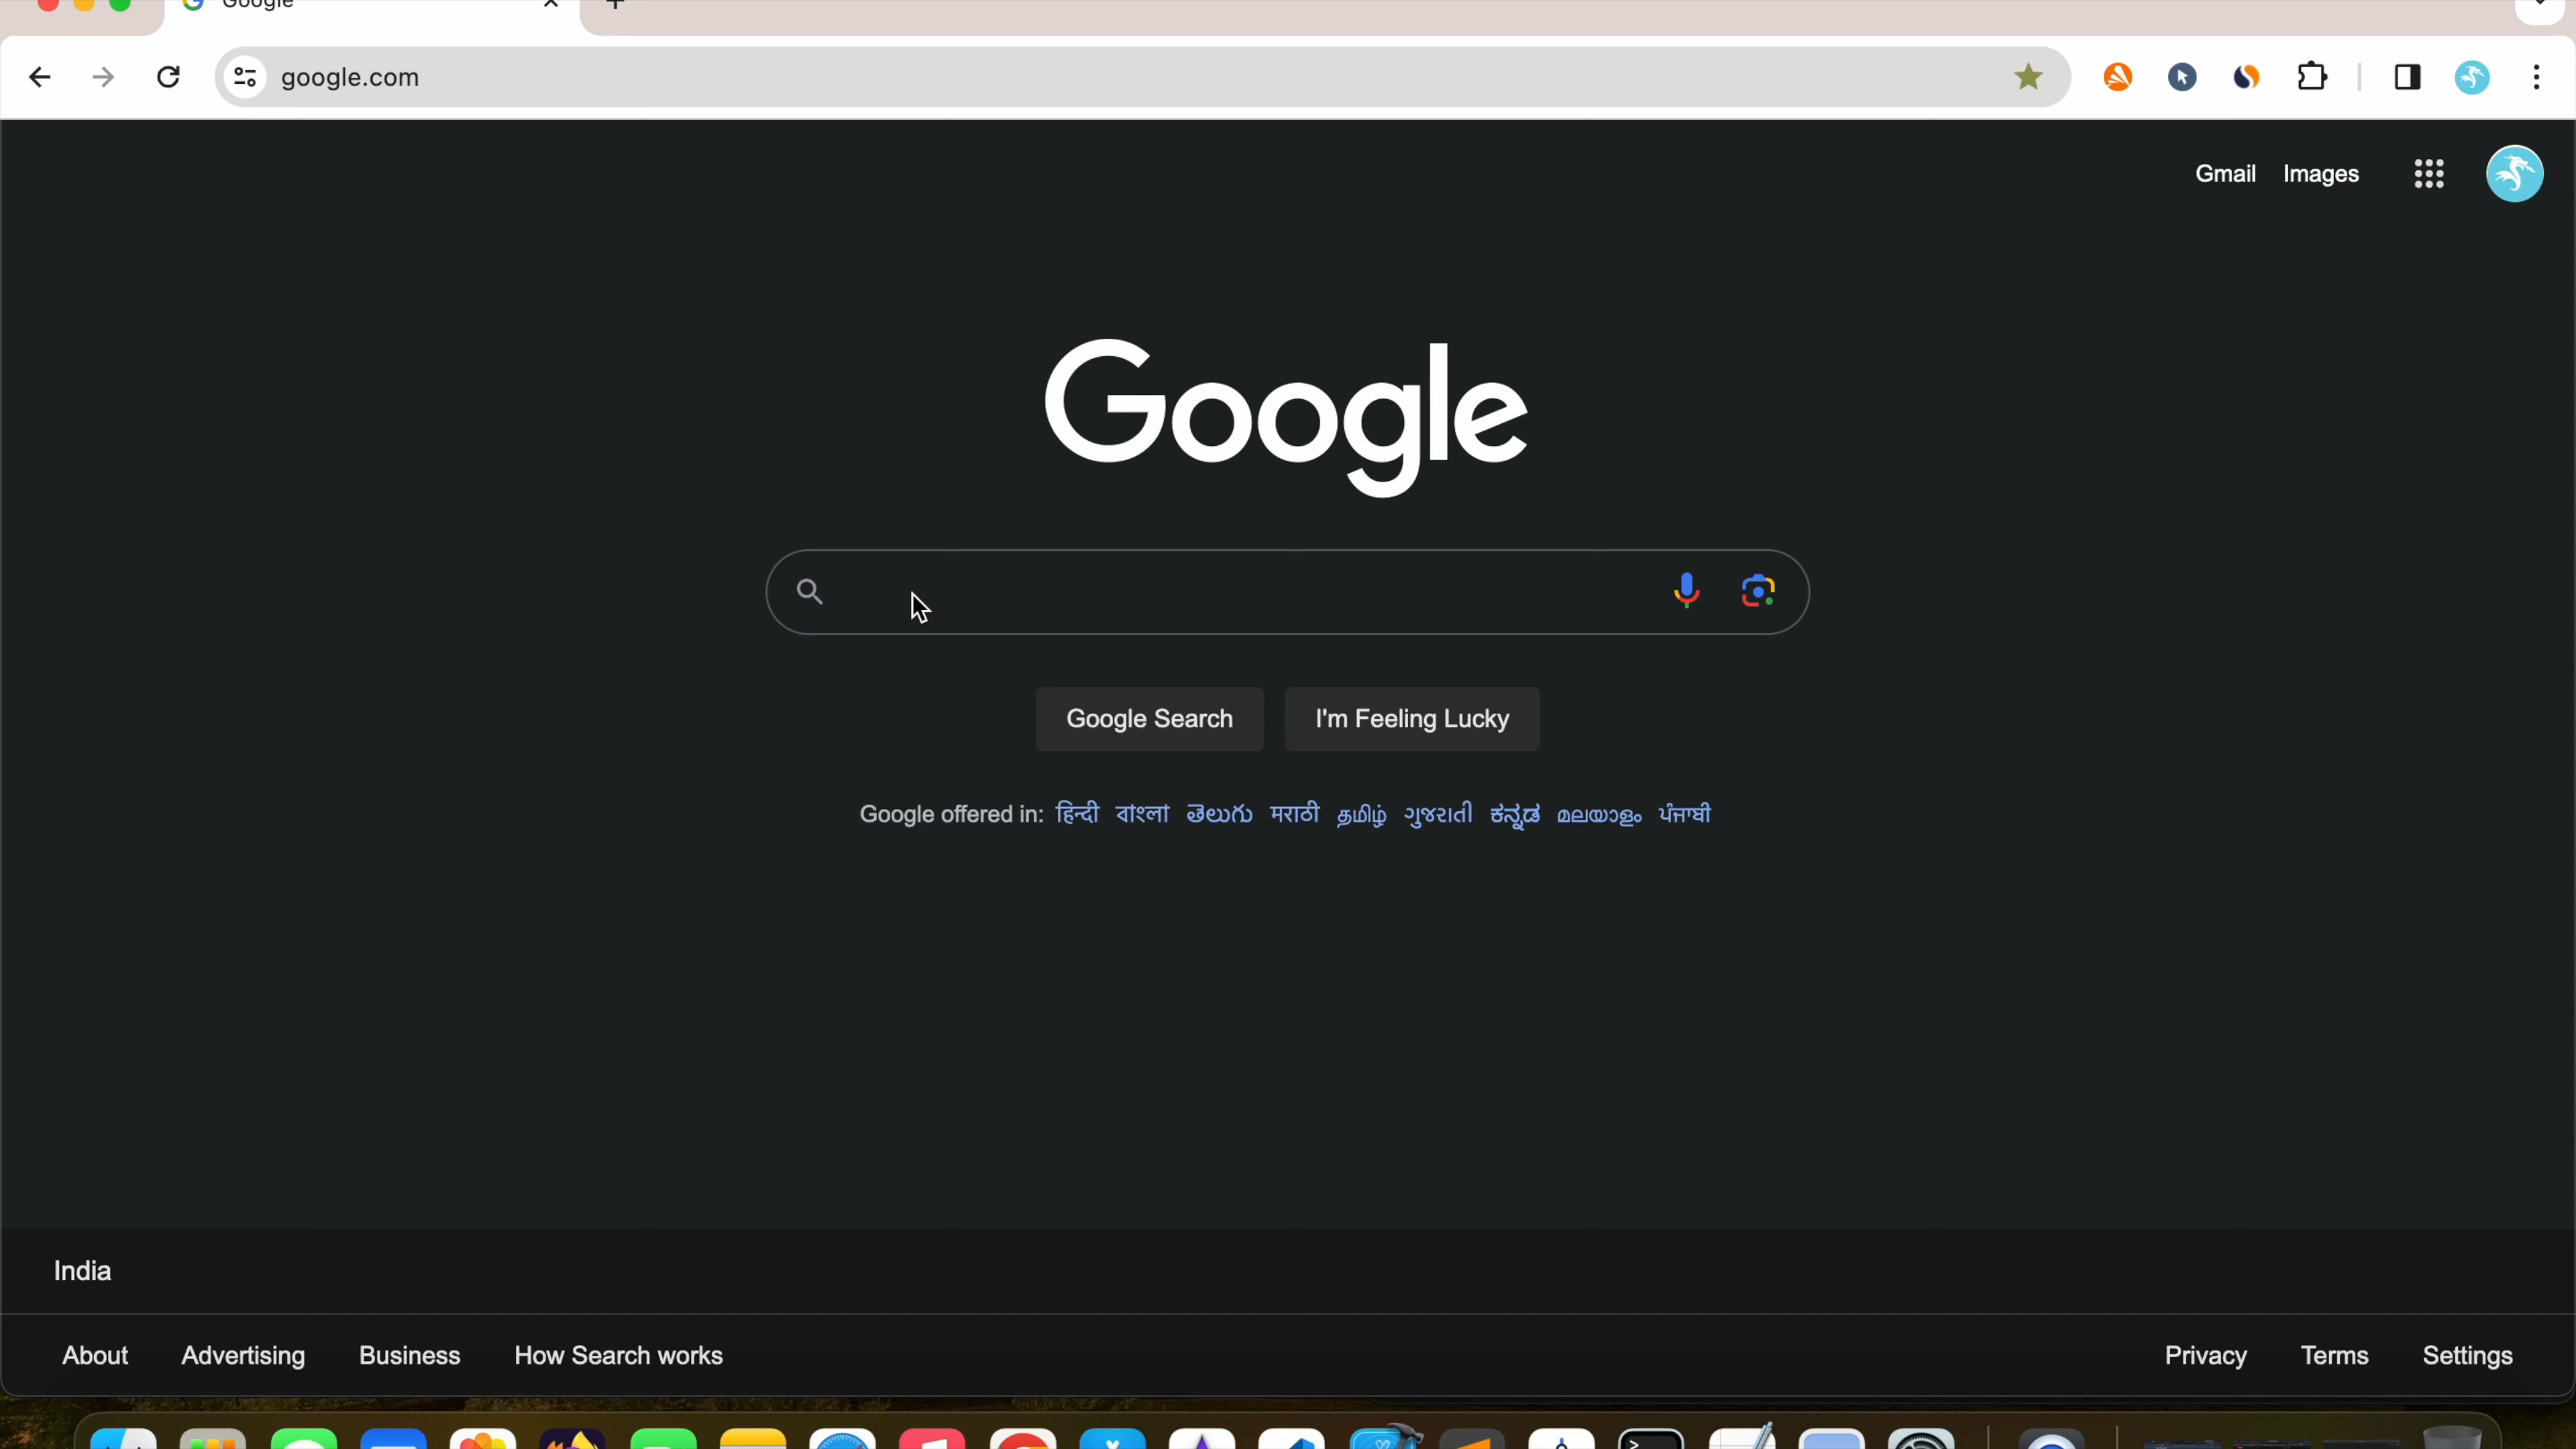 Google
google.com
Gmail Images
Google
Google Search I'm Feeling Lucky
Google offered in: हिन्दी বাংলা తెలుగు मराठी தமிழ் ગુજરાતી ಕನ್ನಡ മലയാളം ਪੰਜਾਬੀ
India
About Advertising Business How Search works Privacy Terms Settings